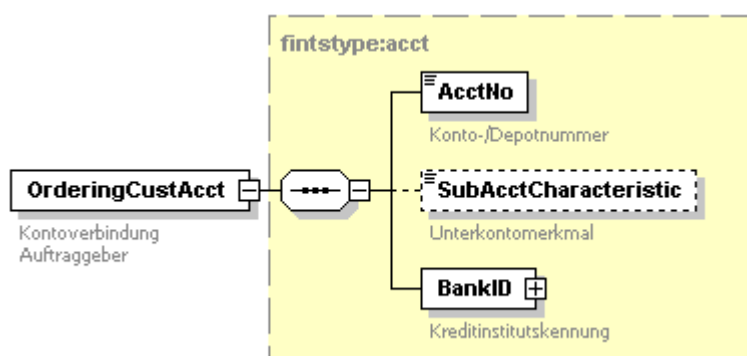 fintstype:acct
AcctNo
Konto-/Depotnummer
OrderingCustAcct
Kontoverbindung
Auftraggeber
SubAcctCharacteristic
Unterkontomerkmal
BankID
Kreditinstitutskennung